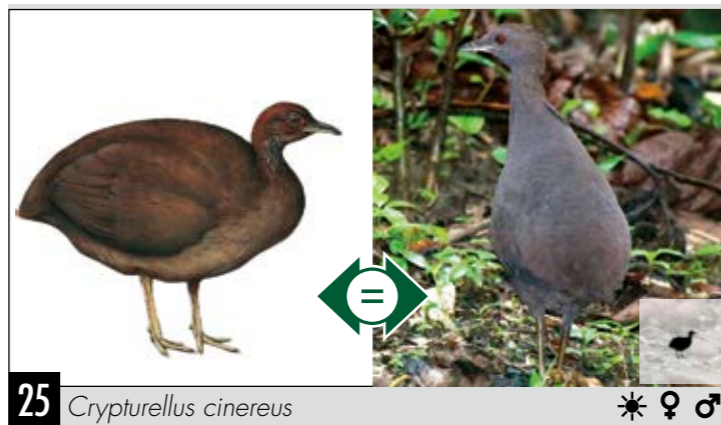 =
25 Crypturellus cinereus ☀ ♀ ♂